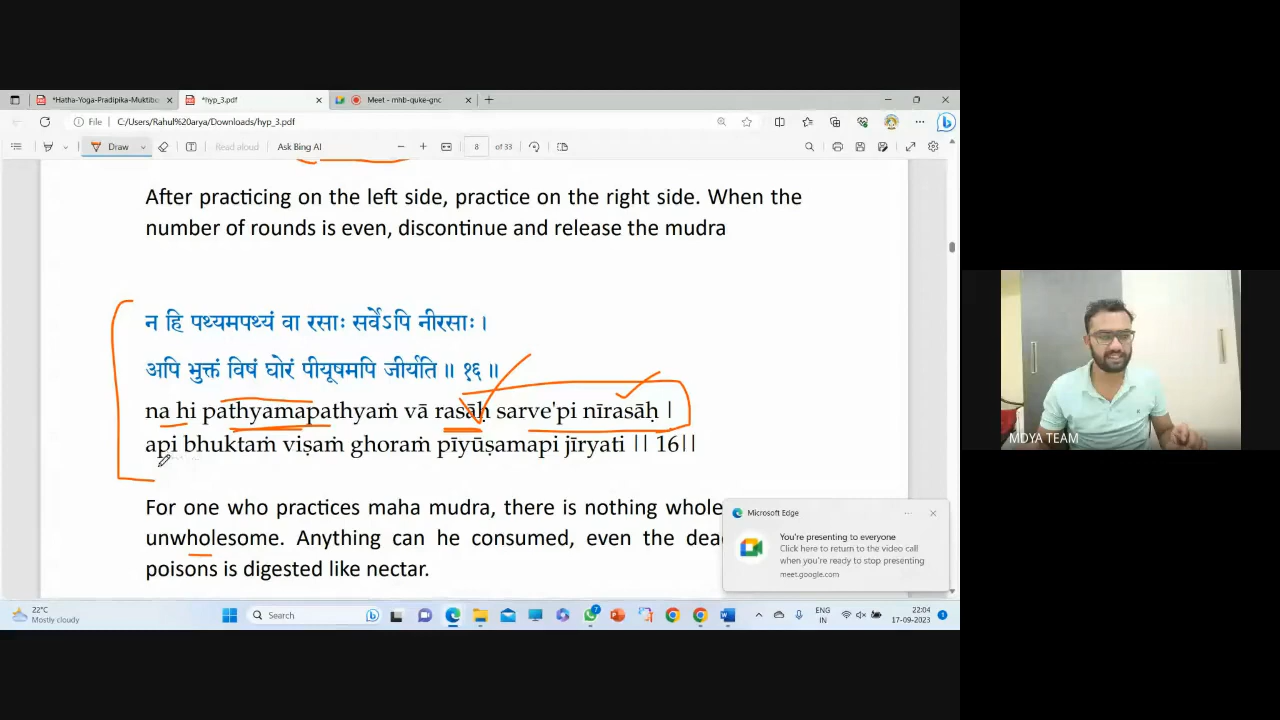 *Hatha-Yoga-Pradipika-Muktibo
*hyp_3.pdf
Meet - mhb-quke-gnc
File
C:/Users/Rahul%20arya/Downloads/hyp_3.pdf
Draw
Read aloud
Ask Bing AI
8
of 33
After practicing on the left side, practice on the right side. When the
number of rounds is even, discontinue and release the mudra
न हि पथ्यमपथ्यं वा रसाः सर्वेऽपि नीरसाः ।
अपि भुक्तं विषं घोरं पीयूषमपि जीर्यति ॥ १६॥
na hi pathyamapathyaṁ vā rasāḥ sarve'pi nīrasāḥ |
api bhuktaṁ viṣaṁ ghoraṁ pīyūṣamapi jīryati || 16||
For one who practices maha mudra, there is nothing whole
unwholesome. Anything can he consumed, even the dea
poisons is digested like nectar.
Microsoft Edge
You're presenting to everyone
Click here to return to the video call
when you're ready to stop presenting
meet.google.com
MDYA TEAM
22°C
Mostly cloudy
Search
7
ENG
IN
22:04
17-09-2023
1